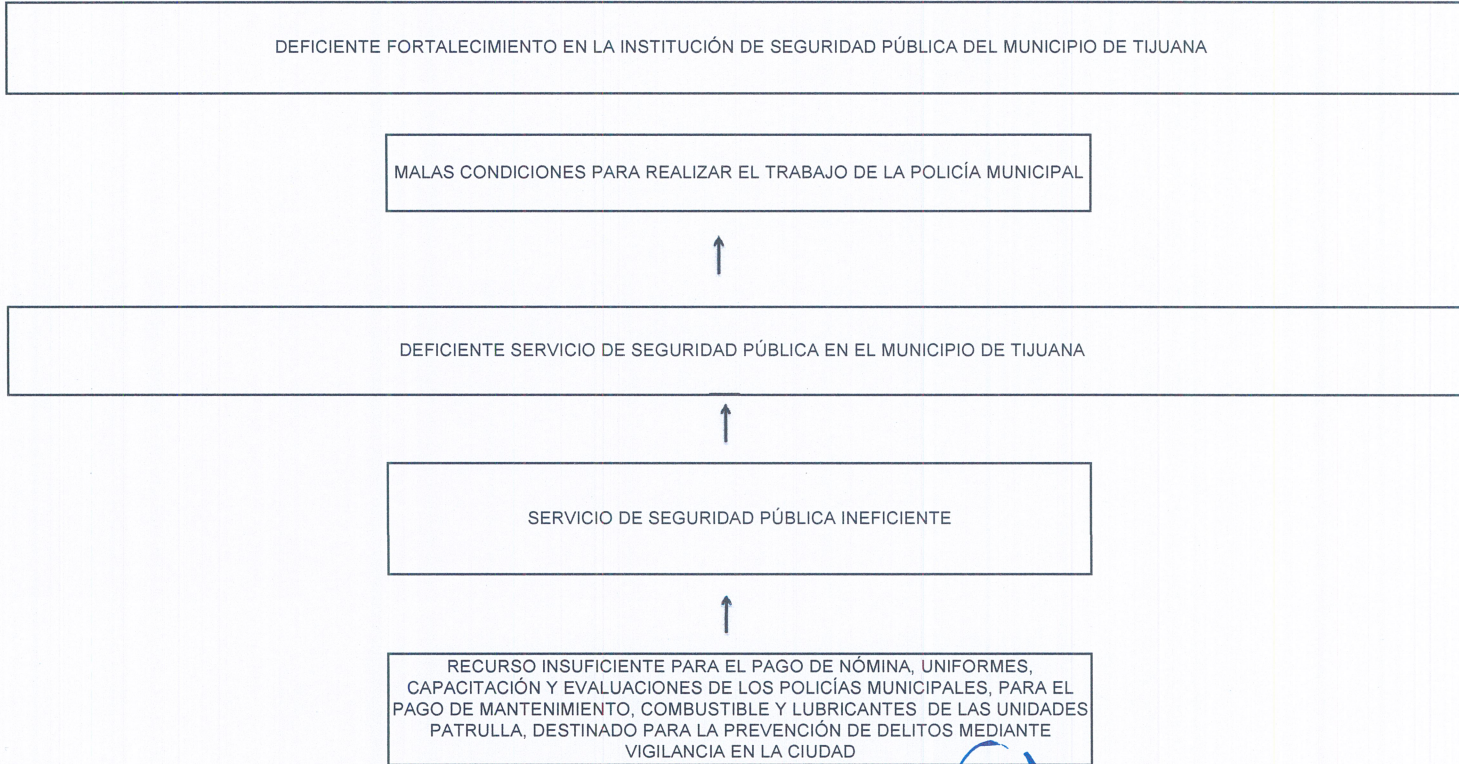 DEFICIENTE FORTALECIMIENTO EN LA INSTITUCIÓN DE SEGURIDAD PÚBLICA DEL MUNICIPIO DE TIJUANA
MALAS CONDICIONES PARA REALIZAR EL TRABAJO DE LA POLICÍA MUNICIPAL
DEFICIENTE SERVICIO DE SEGURIDAD PÚBLICA EN EL MUNICIPIO DE TIJUANA
SERVICIO DE SEGURIDAD PÚBLICA INEFICIENTE
RECURSO INSUFICIENTE PARA EL PAGO DE NÓMINA, UNIFORMES,
CAPACITACIÓN Y EVALUACIONES DE LOS POLICÍAS MUNICIPALES, PARA EL
PAGO DE MANTENIMIENTO, COMBUSTIBLE Y LUBRICANTES DE LAS UNIDADES
PATRULLA, DESTINADO PARA LA PREVENCIÓN DE DELITOS MEDIANTE
VIGILANCIA EN LA CIUDAD